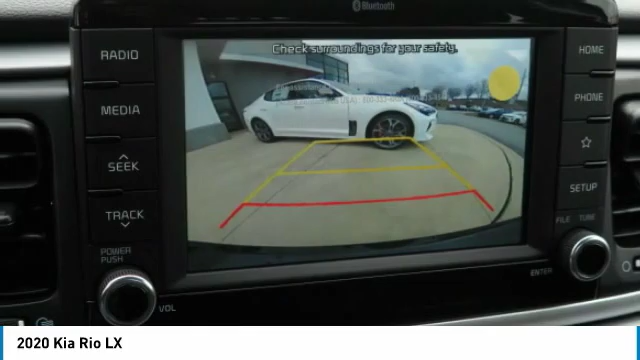 Bluetooth
Check surroundings for your safety.
RADIO
MEDIA
SEEK
TRACK
POWER
PUSH
VOL
HOME
PHONE
SETUP
FILE TUNE
ENTER
2020 Kia Rio LX